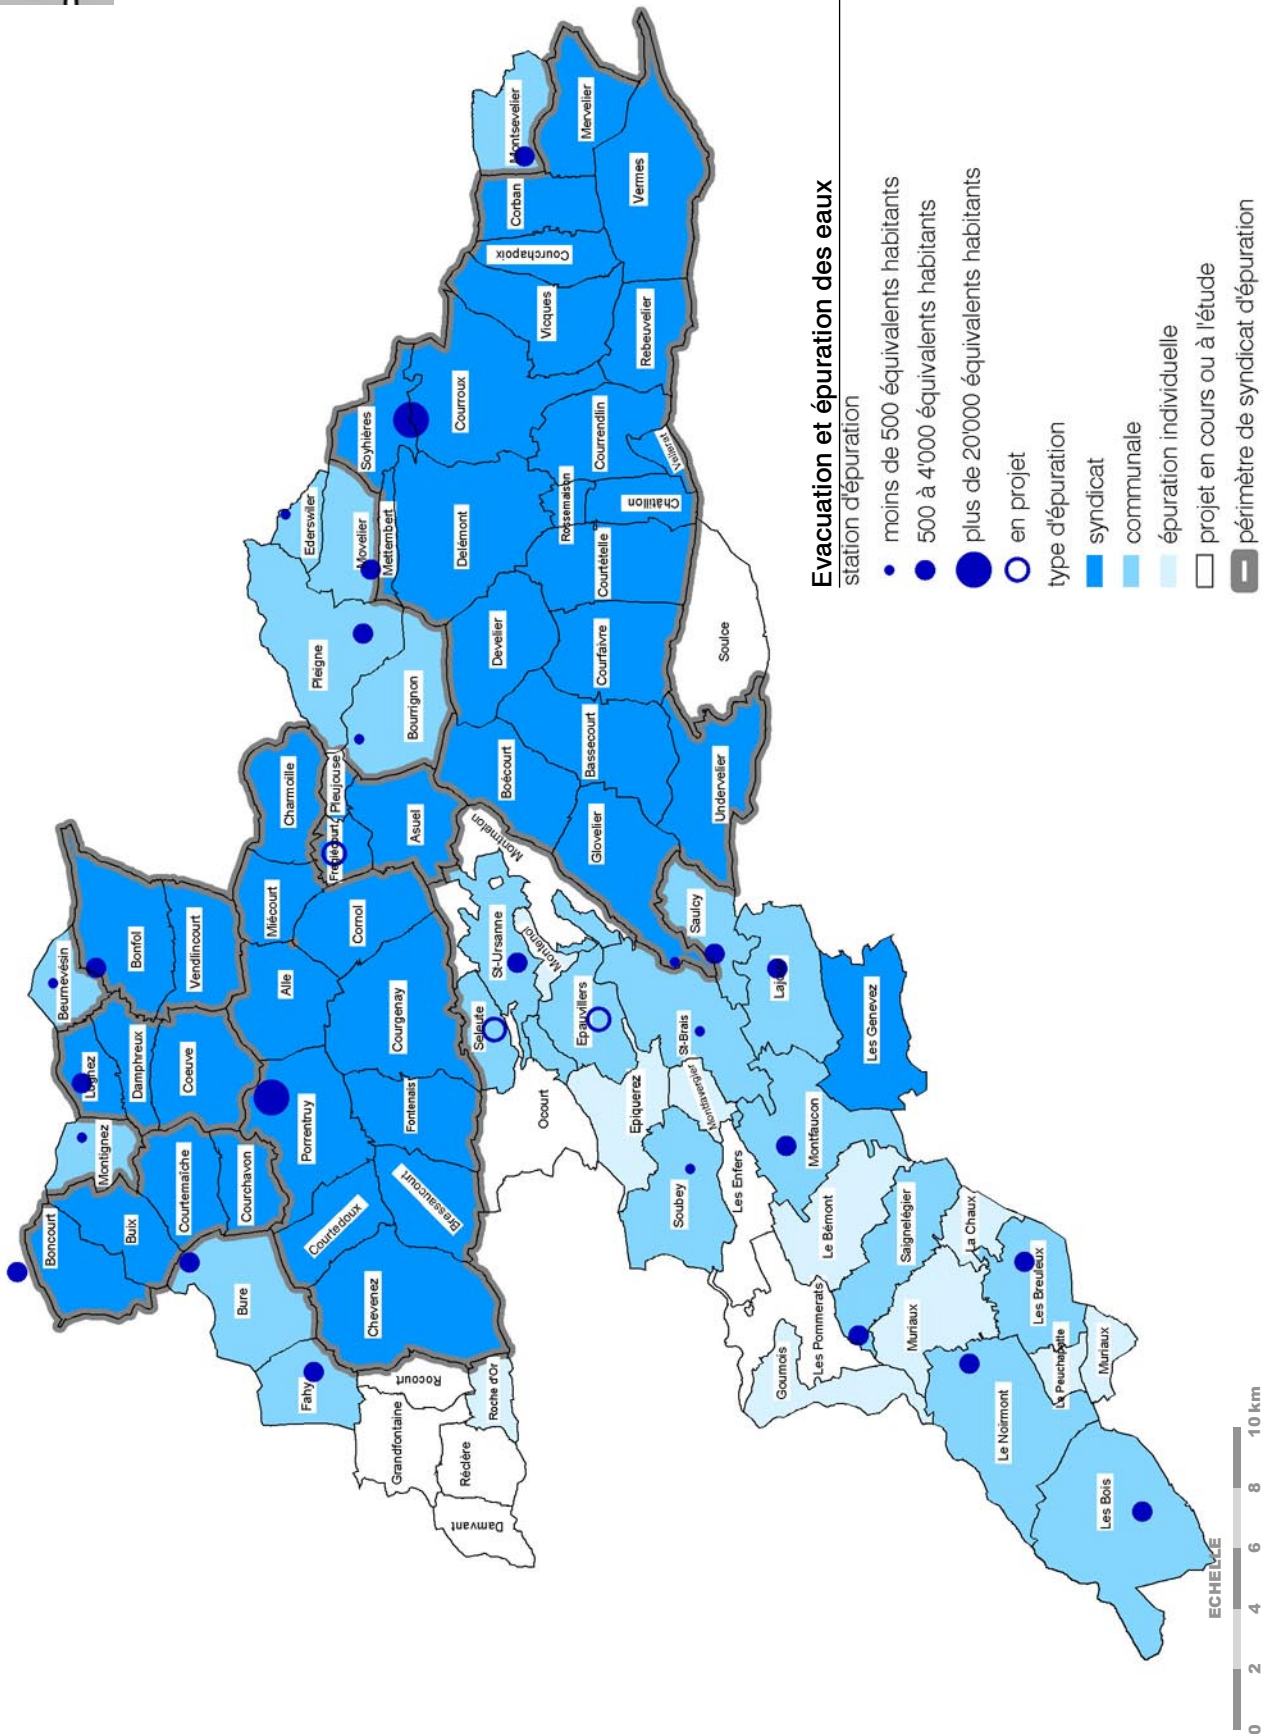 Evacuation et épuration des eaux
station d'épuration
moins de 500 équivalents habitants
500 à 4'000 équivalents habitants
plus de 20'000 équivalents habitants
en projet
type d'épuration
syndicat
communale
épuration individuelle
projet en cours ou à l'étude
périmètre de syndicat d'épuration
Boncourt
Buix
Montignez
Lugnez
Beurnevésin
Damphreux
Bonfol
Courtemaîche
Coeuve
Vendlincourt
Courchavon
Bure
Fahy
Porrentruy
Alle
Miécourt
Charmoille
Fregiécourt
Pleujouse
Asuel
Cornol
Courgenay
Fontenais
Bressaucourt
Courtedoux
Chevenez
Rocourt
Grandfontaine
Roche d'Or
Réclère
Damvant
Pleigne
Bourrignon
Ederswiler
Movelier
Mettembert
Soyhières
Delémont
Courroux
Develier
Boécourt
Bassecourt
Courfaivre
Courtételle
Rossemaison
Châtillon
Courrendlin
Vellerat
Vicques
Rebeuvelier
Courchapoix
Corban
Montsevelier
Mervelier
Vermes
Soulce
Undervelier
Glovelier
Saulcy
Montmelon
St-Ursanne
Montenol
Seleute
Ocourt
Epauvillers
Epiquerez
St-Brais
Montfavergier
Soubey
Les Enfers
Montfaucon
Lajoux
Les Genevez
Le Bémont
Saignelégier
La Chaux
Les Pommerats
Goumois
Muriaux
Les Breuleux
Le Peuchapatte
Muriaux
Le Noirmont
Les Bois
ECHELLE
0 2 4 6 8 10 km